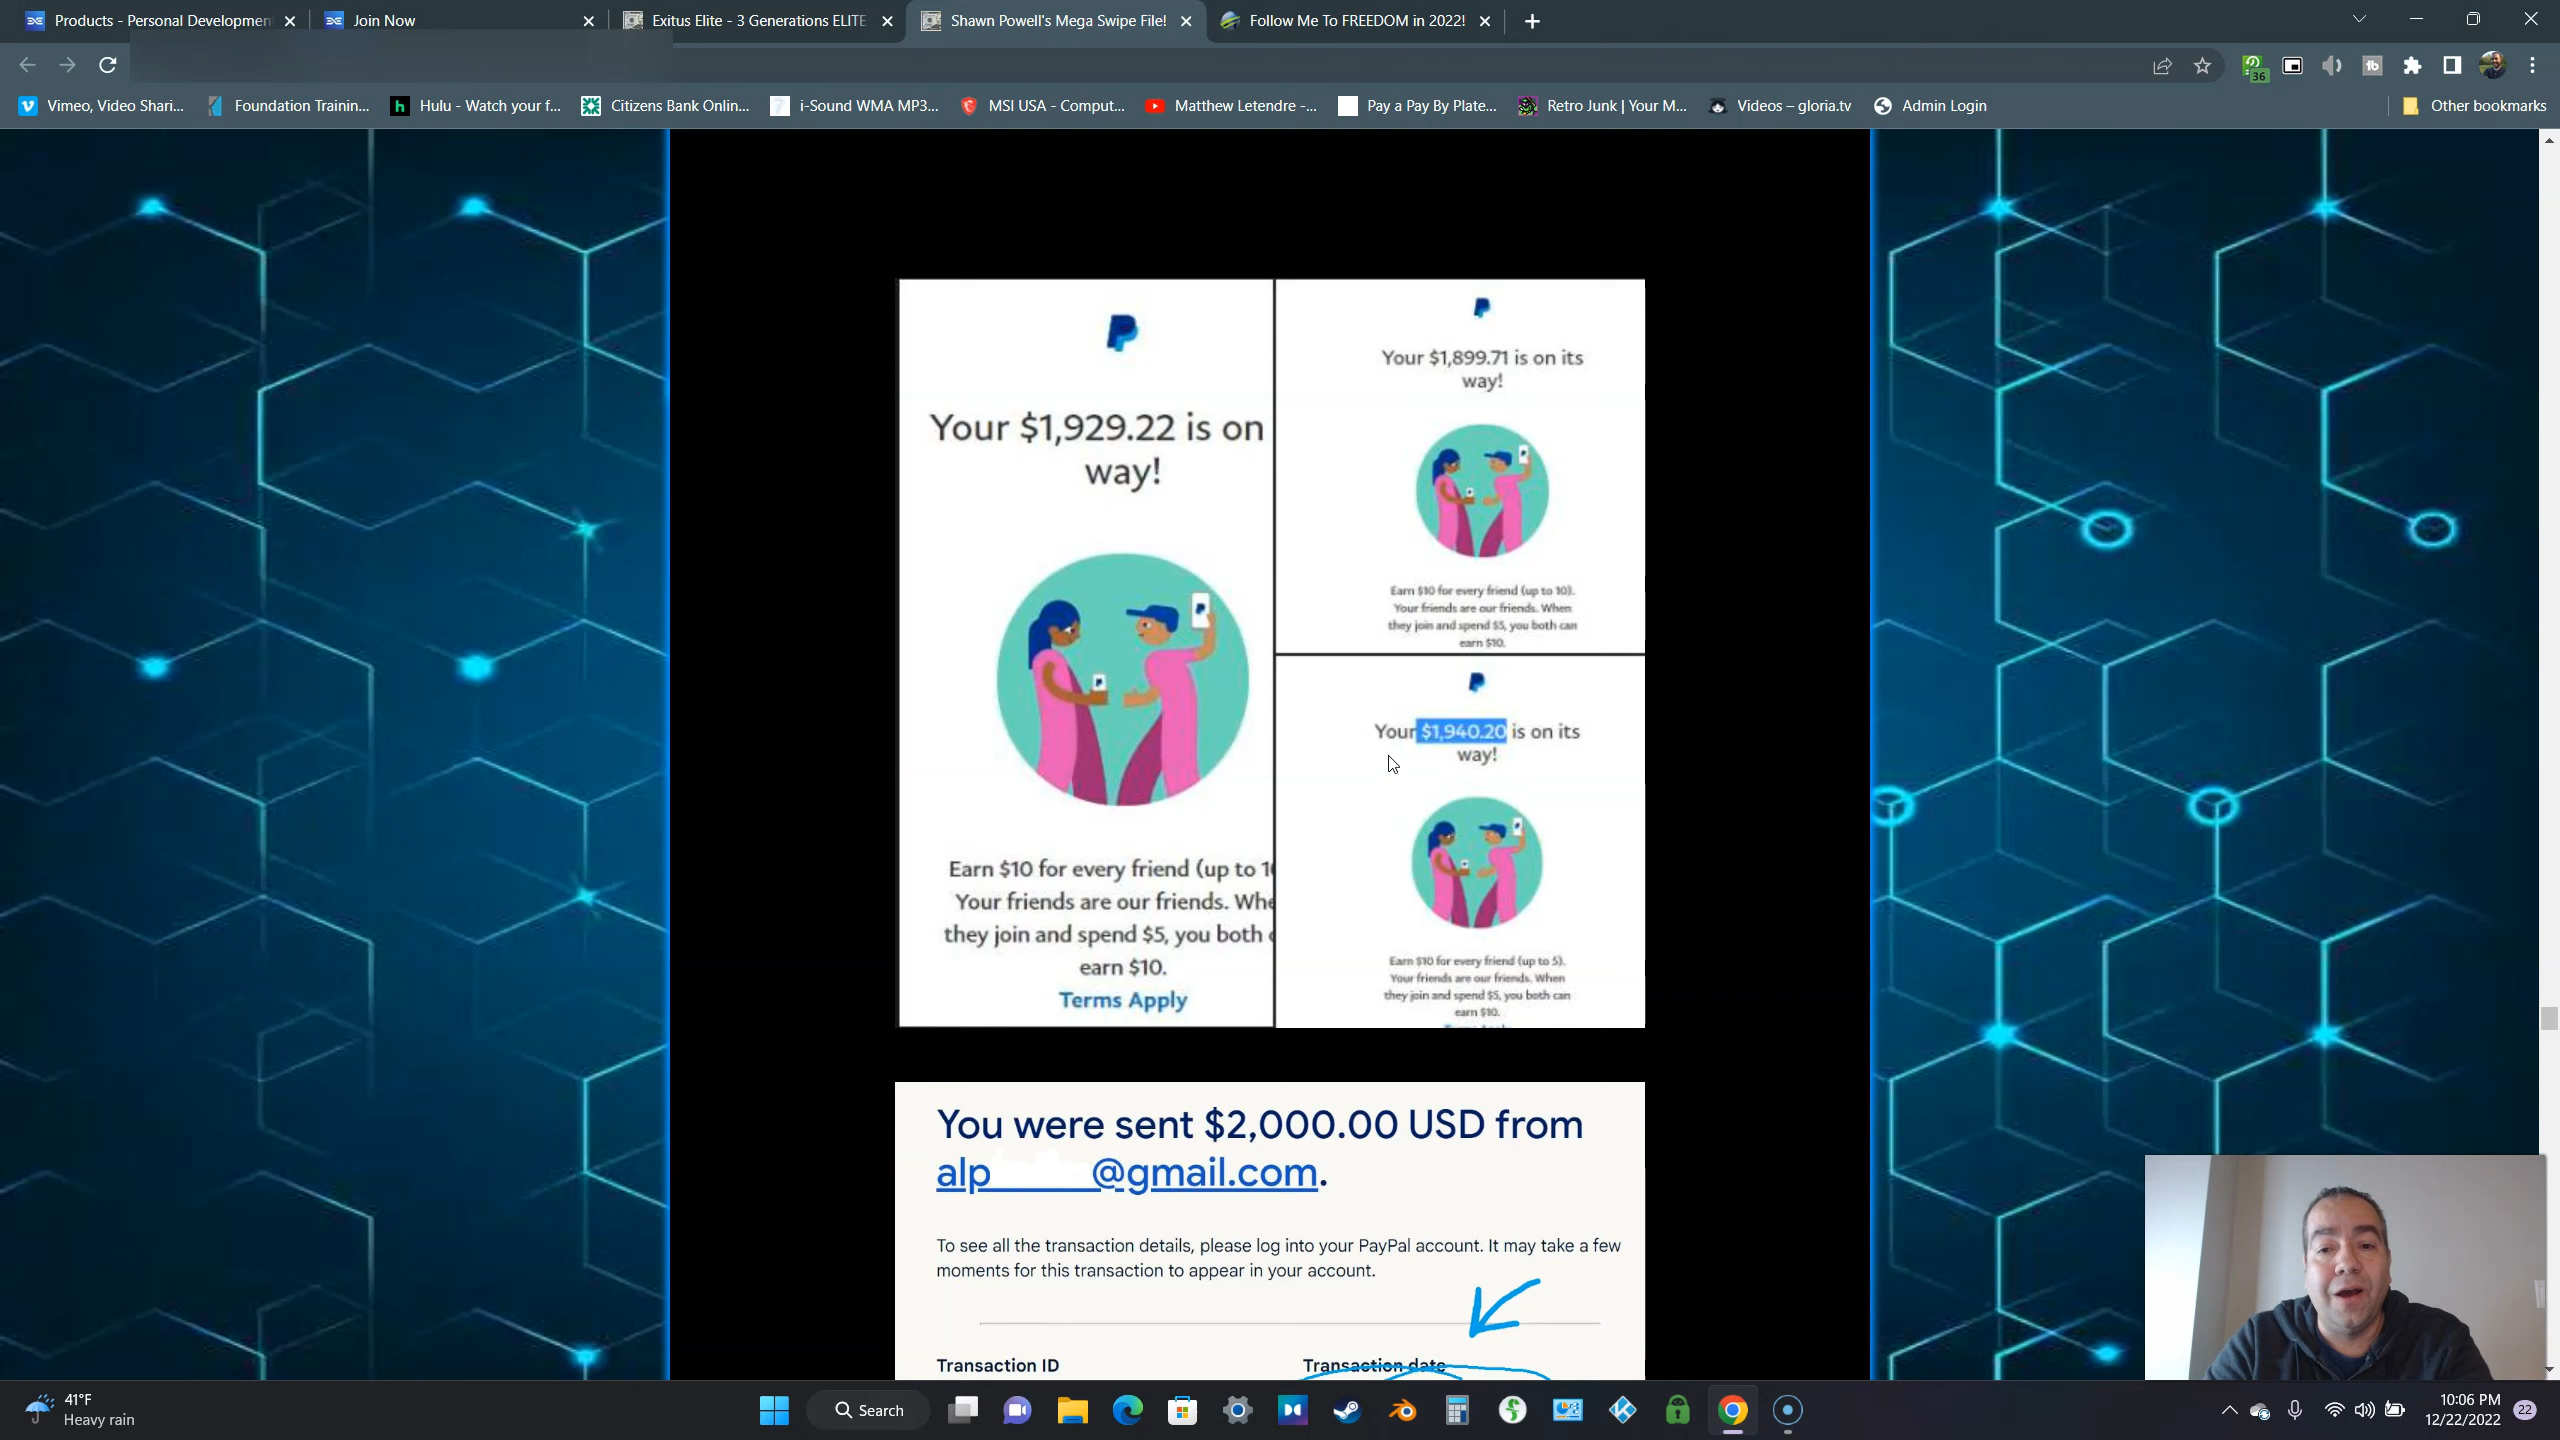 Products - Personal Developmen
Join Now
Exitus Elite - 3 Generations ELITE
Shawn Powell's Mega Swipe File!
Follow Me To FREEDOM in 2022!
36
Vimeo, Video Shari...
Foundation Trainin...
Hulu - Watch your f...
Citizens Bank Onlin...
i-Sound WMA MP3...
MSI USA - Comput...
Matthew Letendre -...
Pay a Pay By Plate...
Retro Junk | Your M...
Videos – gloria.tv
Admin Login
Other bookmarks
Your $1,929.22 is on
way!
Earn $10 for every friend (up to 1
Your friends are our friends. Whe
they join and spend $5, you both
earn $10.
Terms Apply
Your $1,899.71 is on its
way!
Earn $10 for every friend (up to 10).
Your friends are our friends. When
they join and spend $5, you both can
earn $10.
Your $1,940.20 is on its
way!
Earn $10 for every friend (up to 5).
Your friends are our friends. When
they join and spend $5, you both can
earn $10.
You were sent $2,000.00 USD from
alp @gmail.com.
To see all the transaction details, please log into your PayPal account. It may take a few
moments for this transaction to appear in your account.
Transaction ID
Transaction date
41°F
Heavy rain
Search
10:06 PM
12/22/2022
22